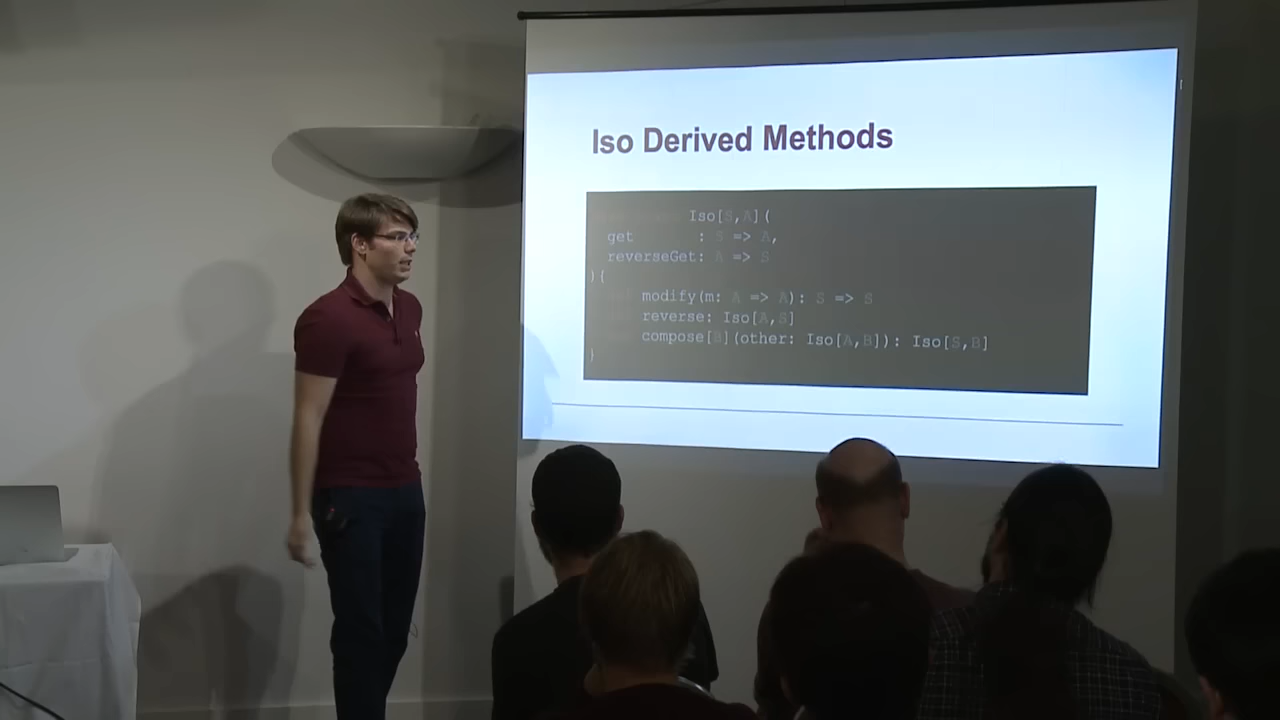 Iso Derived Methods
Iso[S,A](
get : S => A,
reverseGet: A => S
){
modify(m: A => A): S => S
reverse: Iso[A,S]
compose[B](other: Iso[A,B]): Iso[S,B]
}